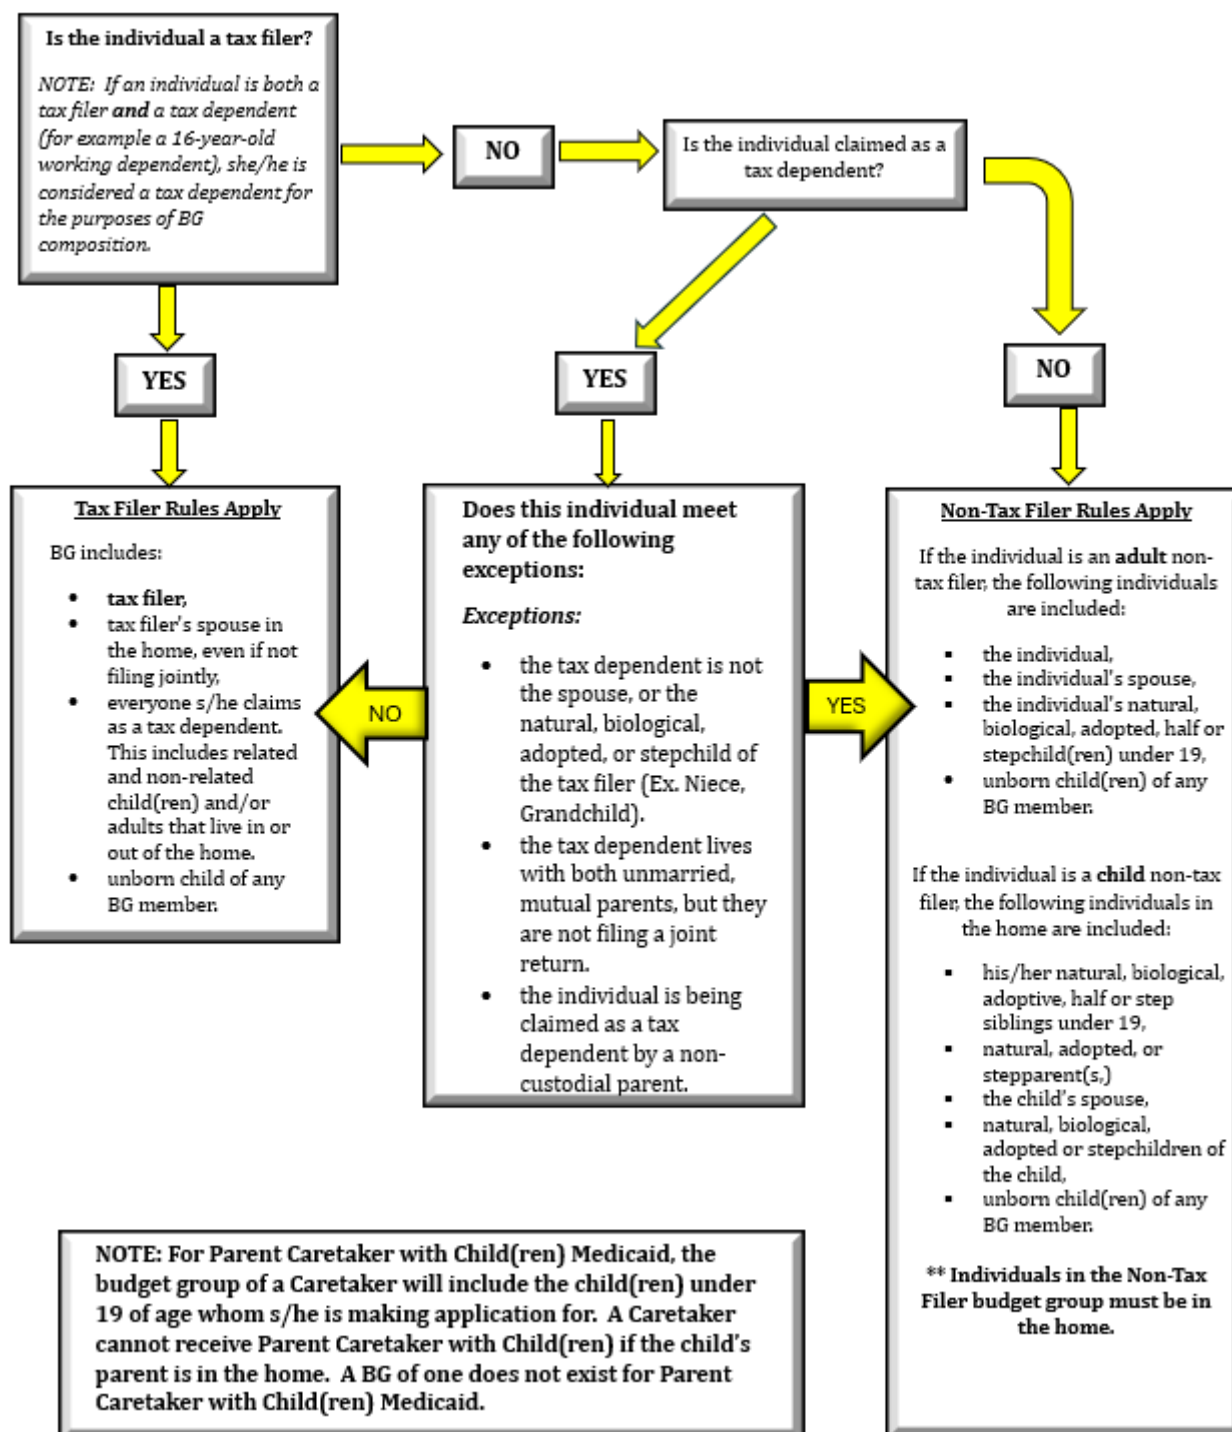 Is the individual a tax filer?
NOTE: If an individual is both a
tax filer and a tax dependent
(for example a 16-year-old
working dependent), she/he is
considered a tax dependent for
the purposes of BG
composition.
NO
Is the individual claimed as a
tax dependent?
YES
YES
NO
Tax Filer Rules Apply
BG includes:
• tax filer,
• tax filer's spouse in
the home, even if not
filing jointly,
• everyone s/he claims
as a tax dependent.
This includes related
and non-related
child(ren) and/or
adults that live in or
out of the home.
• unborn child of any
BG member.
NO
Does this individual meet
any of the following
exceptions:
Exceptions:
• the tax dependent is not
the spouse, or the
natural, biological,
adopted, or stepchild of
the tax filer (Ex. Niece,
Grandchild).
• the tax dependent lives
with both unmarried,
mutual parents, but they
are not filing a joint
return.
• the individual is being
claimed as a tax
dependent by a non-
custodial parent.
YES
Non-Tax Filer Rules Apply
If the individual is an adult non-
tax filer, the following individuals
are included:
▪ the individual,
▪ the individual's spouse,
▪ the individual's natural,
biological, adopted, half or
stepchild(ren) under 19,
• unborn child(ren) of any
BG member.
If the individual is a child non-tax
filer, the following individuals in
the home are included:
▪ his/her natural, biological,
adoptive, half or step
siblings under 19,
▪ natural, adopted, or
stepparent(s,)
▪ the child's spouse,
▪ natural, biological,
adopted or stepchildren of
the child,
▪ unborn child(ren) of any
BG member.
** Individuals in the Non-Tax
Filer budget group must be in
the home.
NOTE: For Parent Caretaker with Child(ren) Medicaid, the
budget group of a Caretaker will include the child(ren) under
19 of age whom s/he is making application for. A Caretaker
cannot receive Parent Caretaker with Child(ren) if the child's
parent is in the home. A BG of one does not exist for Parent
Caretaker with Child(ren) Medicaid.